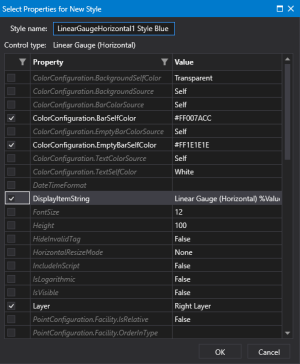 Select Properties for New Style
Style name: LinearGaugeHorizontal1 Style Blue
Control type: Linear Gauge (Horizontal)
Property Value
ColorConfiguration.BackgroundSelfColor Transparent
ColorConfiguration.BackgroundSource Self
ColorConfiguration.BarColorSource Self
ColorConfiguration.BarSelfColor #FF007ACC
ColorConfiguration.EmptyBarColorSource Self
ColorConfiguration.EmptyBarSelfColor #FF1E1E1E
ColorConfiguration.TextColorSource Self
ColorConfiguration.TextSelfColor White
DateTimeFormat
DisplayItemString Linear Gauge (Horizontal) %Value
FontSize 12
Height 100
HideInvalidTag False
HorizontalResizeMode None
IncludeInScript False
IsLogarithmic False
IsVisible False
Layer Right Layer
PointConfiguration.Facility.IsRelative False
PointConfiguration.Facility.OrderInType
OK Cancel